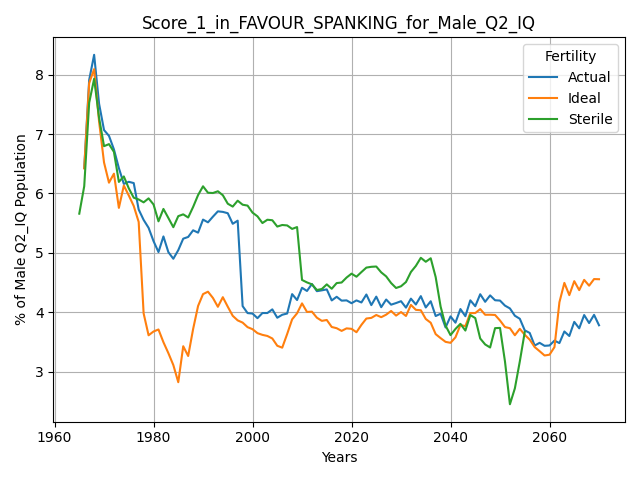 Score_1_in_FAVOUR_SPANKING_for_Male_Q2_IQ
Fertility
Actual
Ideal
Sterile
% of Male Q2_IQ Population
8
7
6
5
4
3
1960
1980
2000
2020
2040
2060
Years